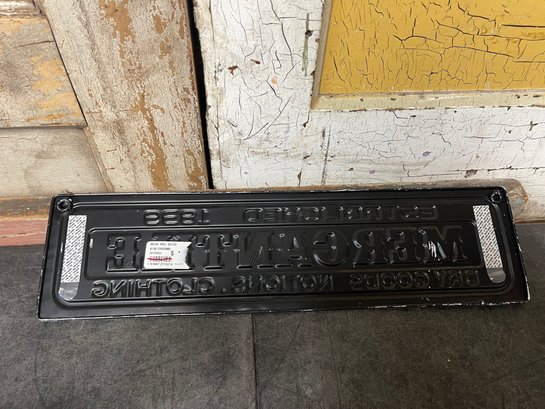 ESTABLISHED 1888
MERCANTILE
DRY GOODS NOTIONS CLOTHING